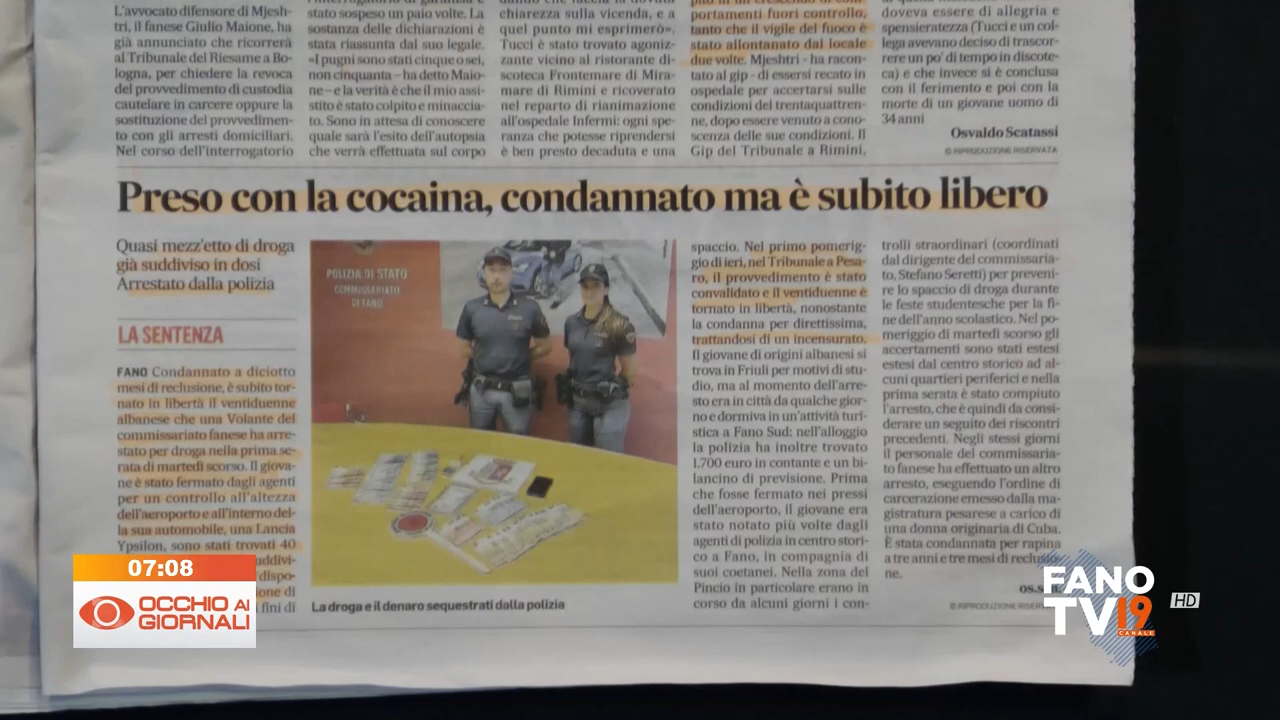 L'avvocato difensore di Mjesh-
tri, il fanese Giulio Maione, ha
già annunciato che ricorrerà
al Tribunale del Riesame a Bo-
logna, per chiedere la revoca
del provvedimento di custodia
cautelare in carcere oppure la
sostituzione del provvedimen-
to con gli arresti domiciliari.
Nel corso dell'interrogatorio
stato sospeso un paio volte. La
sostanza delle dichiarazioni è
stata riassunta dal suo legale.
«I pugni sono stati cinque o sei,
non cinquanta – ha detto Maio-
ne – e la verità è che il mio assi-
stito è stato colpito e minaccia-
to. Sono in attesa di conoscere
quale sarà l'esito dell'autopsia
che verrà effettuata sul corpo
chiarezza sulla vicenda, e a
quel punto mi esprimerò».
Tucci è stato trovato agoniz-
zante vicino al ristorante di-
scoteca Frontemare di Mira-
mare di Rimini e ricoverato
nel reparto di rianimazione
all'ospedale Infermi: ogni spe-
ranza che potesse riprendersi
è ben presto decaduta e una
portamenti fuori controllo,
tanto che il vigile del fuoco è
stato allontanato dal locale
due volte. Mjeshtri - ha racon-
tato al gip - di essersi recato in
ospedale per accertarsi sulle
condizioni del trentaquattren-
ne, dopo essere venuto a cono-
scenza delle sue condizioni. Il
Gip del Tribunale a Rimini,
doveva essere di allegria e
spensieratezza (Tucci e un col-
lega avevano deciso di trascor-
rere un po' di tempo in discote-
ca) e che invece si è conclusa
con il ferimento e poi con la
morte di un giovane uomo di
34 anni
Osvaldo Scatassi
© RIPRODUZIONE RISERVATA
Preso con la cocaina, condannato ma è subito libero
Quasi mezz'etto di droga
già suddiviso in dosi
Arrestato dalla polizia
LA SENTENZA
FANO Condannato a diciotto
mesi di reclusione, è subito tor-
nato in libertà il ventiduenne
albanese che una Volante del
commissariato fanese ha arre-
stato per droga nella prima se-
rata di martedì scorso. Il giova-
ne è stato fermato dagli agenti
per un controllo all'altezza
dell'aeroporto e all'interno del-
la sua automobile, una Lancia
Ypsilon, sono stati trovati 40
uddivi-
dispo-
one di
fini di
POLIZIA DI STATO
COMMISSARIATO
DI FANO
La droga e il denaro sequestrati dalla polizia
spaccio. Nel primo pomerig-
gio di ieri, nel Tribunale a Pesa-
ro, il provvedimento è stato
convalidato e il ventiduenne è
tornato in libertà, nonostante
la condanna per direttissima,
trattandosi di un incensurato.
Il giovane di origini albanesi si
trova in Friuli per motivi di stu-
dio, ma al momento dell'arre-
sto era in città da qualche gior-
no e dormiva in un'attività turi-
stica a Fano Sud: nell'alloggio
la polizia ha inoltre trovato
1.700 euro in contante e un bi-
lancino di previsione. Prima
che fosse fermato nei pressi
dell'aeroporto, il giovane era
stato notato più volte dagli
agenti di polizia in centro stori-
co a Fano, in compagnia di
suoi coetanei. Nella zona del
Pincio in particolare erano in
corso da alcuni giorni i con-
trolli straordinari (coordinati
dal dirigente del commissaria-
to, Stefano Seretti) per preveni-
re lo spaccio di droga durante
le feste studentesche per la fi-
ne dell'anno scolastico. Nel po-
meriggio di martedì scorso gli
accertamenti sono stati estesi
estesi dal centro storico ad al-
cuni quartieri periferici e nella
prima serata è stato compiuto
l'arresto, che è quindi da consi-
derare un seguito dei riscontri
precedenti. Negli stessi giorni
il personale del commissaria-
to fanese ha effettuato un altro
arresto, eseguendo l'ordine di
carcerazione emesso dalla ma-
gistratura pesarese a carico di
una donna originaria di Cuba.
È stata condannata per rapina
a tre anni e tre mesi di reclusio-
ne.
© RIPRODUZIONE
07:08
OCCHIO AI
GIORNALI
FANO
TV19
CANALE
HD